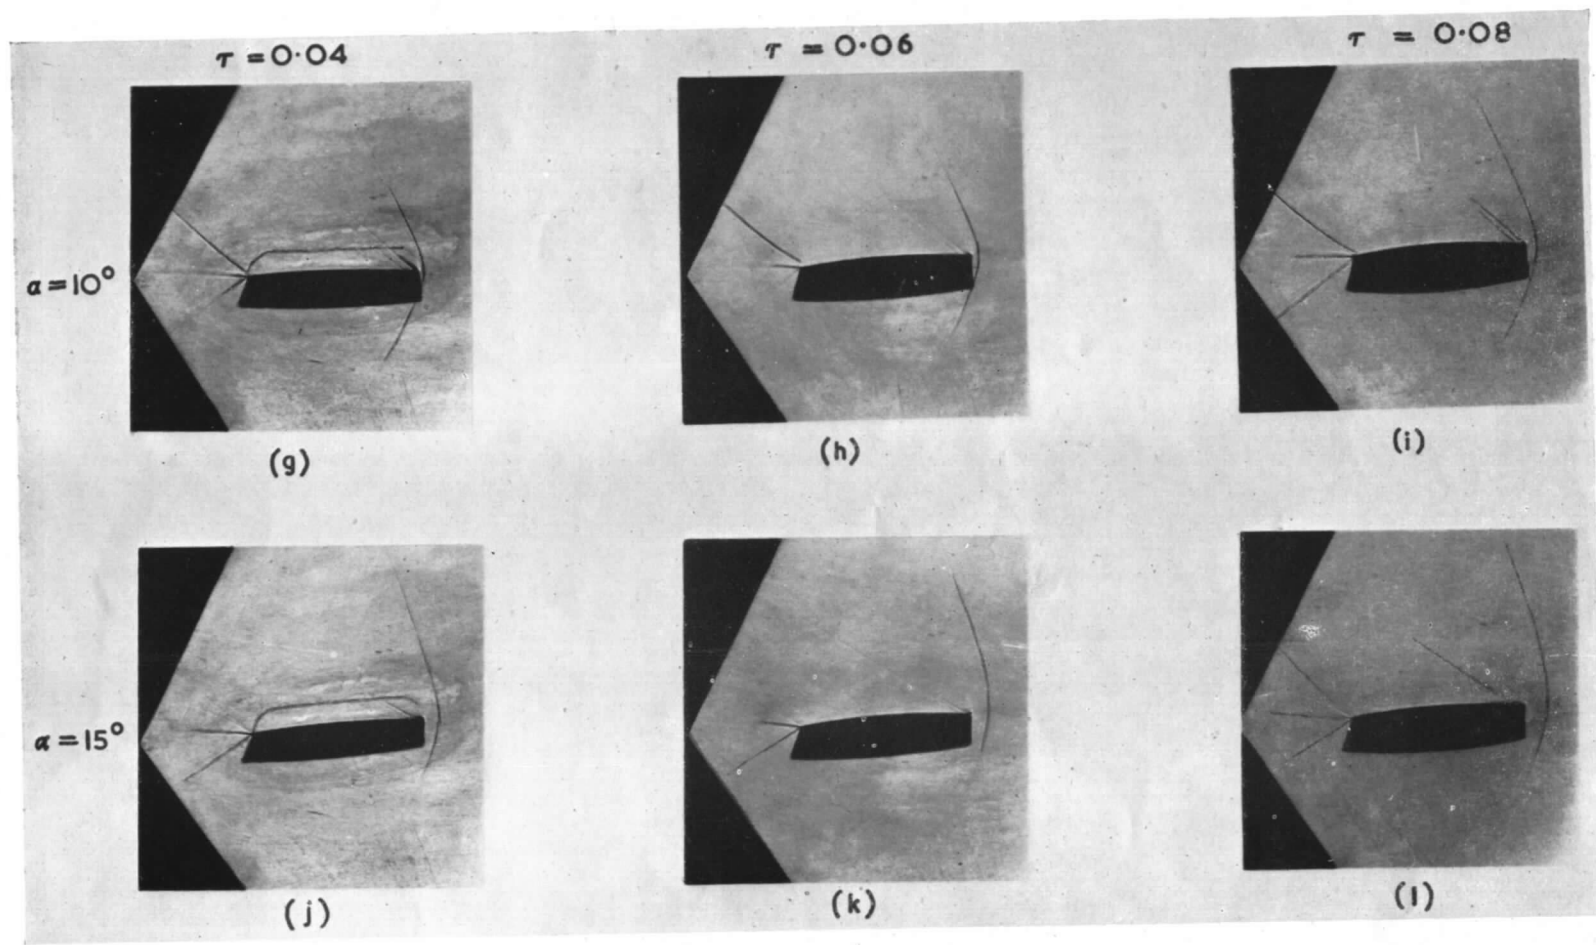 τ = 0·04
τ = 0·06
τ = 0·08
α = 10°
(g)
(h)
(i)
α = 15°
(j)
(k)
(l)